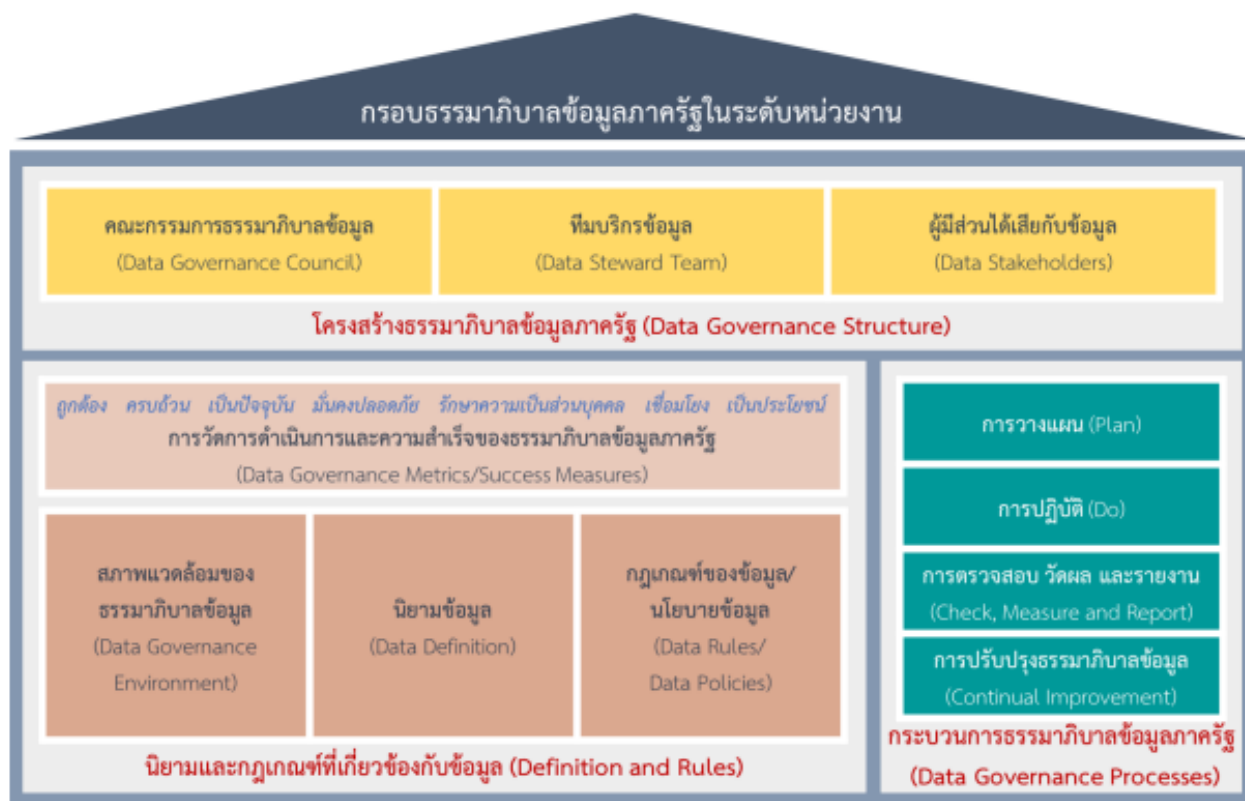 กรอบธรรมาภิบาลข้อมูลภาครัฐในระดับหน่วยงาน
คณะกรรมการธรรมาภิบาลข้อมูล
(Data Governance Council)
ทีมบริกรข้อมูล
(Data Steward Team)
ผู้มีส่วนได้เสียกับข้อมูล
(Data Stakeholders)
โครงสร้างธรรมาภิบาลข้อมูลภาครัฐ (Data Governance Structure)
ถูกต้อง ครบถ้วน เป็นปัจจุบัน มั่นคงปลอดภัย รักษาความเป็นส่วนบุคคล เชื่อมโยง เป็นประโยชน์
การวัดการดำเนินการและความสำเร็จของธรรมาภิบาลข้อมูลภาครัฐ
(Data Governance Metrics/Success Measures)
สภาพแวดล้อมของ
ธรรมาภิบาลข้อมูล
(Data Governance
Environment)
นิยามข้อมูล
(Data Definition)
กฎเกณฑ์ของข้อมูล/
นโยบายข้อมูล
(Data Rules/
Data Policies)
นิยามและกฎเกณฑ์ที่เกี่ยวข้องกับข้อมูล (Definition and Rules)
การวางแผน (Plan)
การปฏิบัติ (Do)
การตรวจสอบ วัดผล และรายงาน
(Check, Measure and Report)
การปรับปรุงธรรมาภิบาลข้อมูล
(Continual Improvement)
กระบวนการธรรมาภิบาลข้อมูลภาครัฐ
(Data Governance Processes)